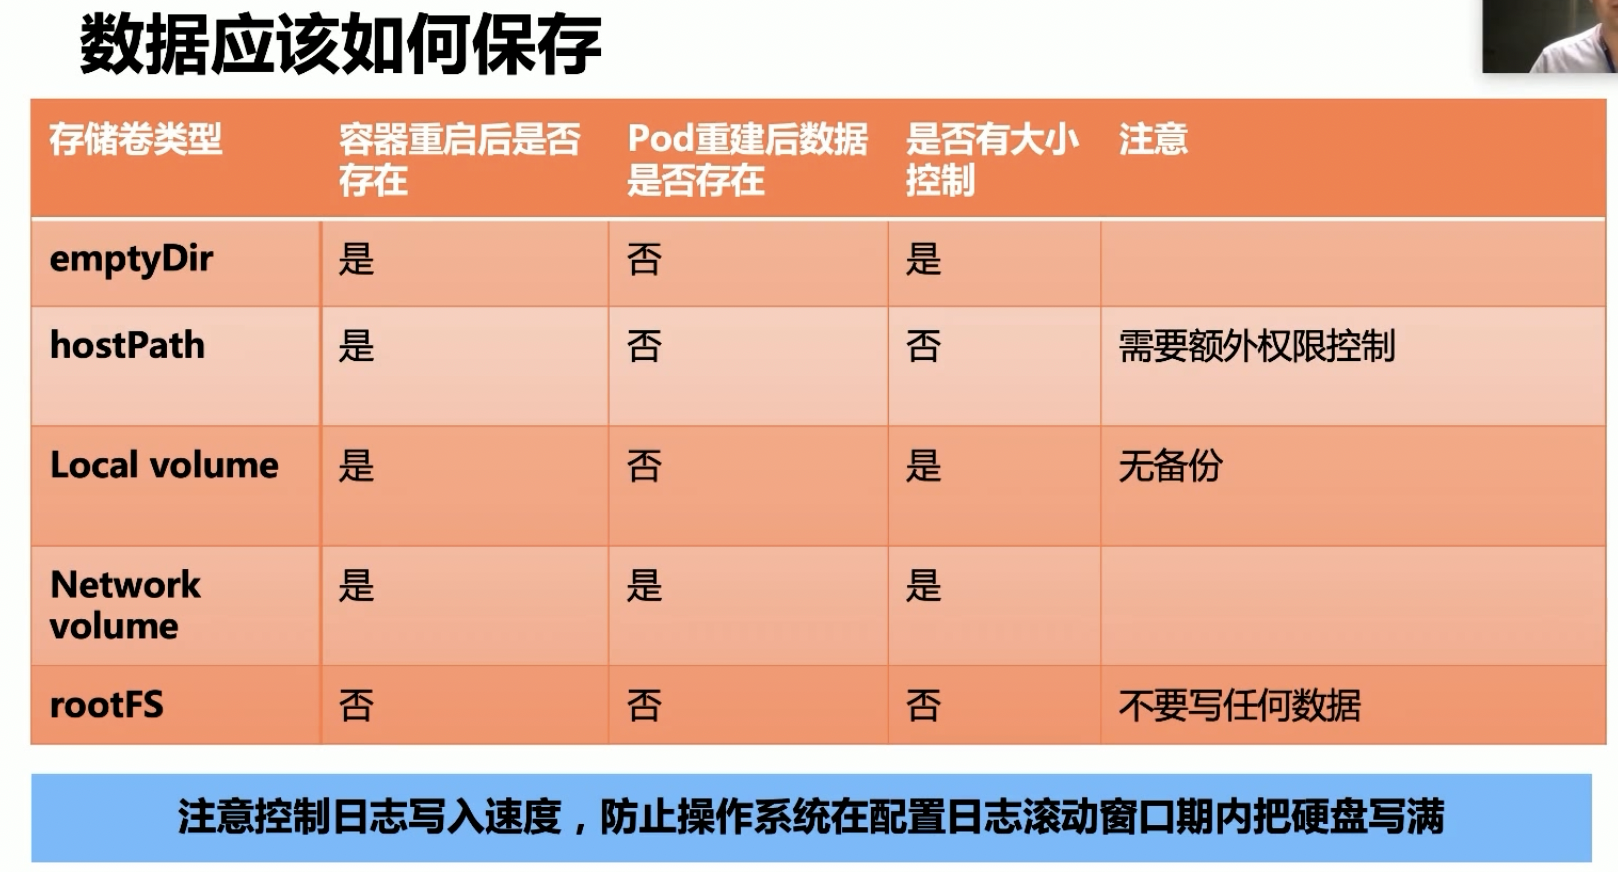 数据应该如何保存
存储卷类型
容器重启后是否
存在
Pod重建后数据
是否存在
是否有大小
控制
注意
emptyDir
是
否
是
hostPath
是
否
否
需要额外权限控制
Local volume
是
否
是
无备份
Network
volume
是
是
是
rootFS
否
否
否
不要写任何数据
注意控制日志写入速度，防止操作系统在配置日志滚动窗口期内把硬盘写满